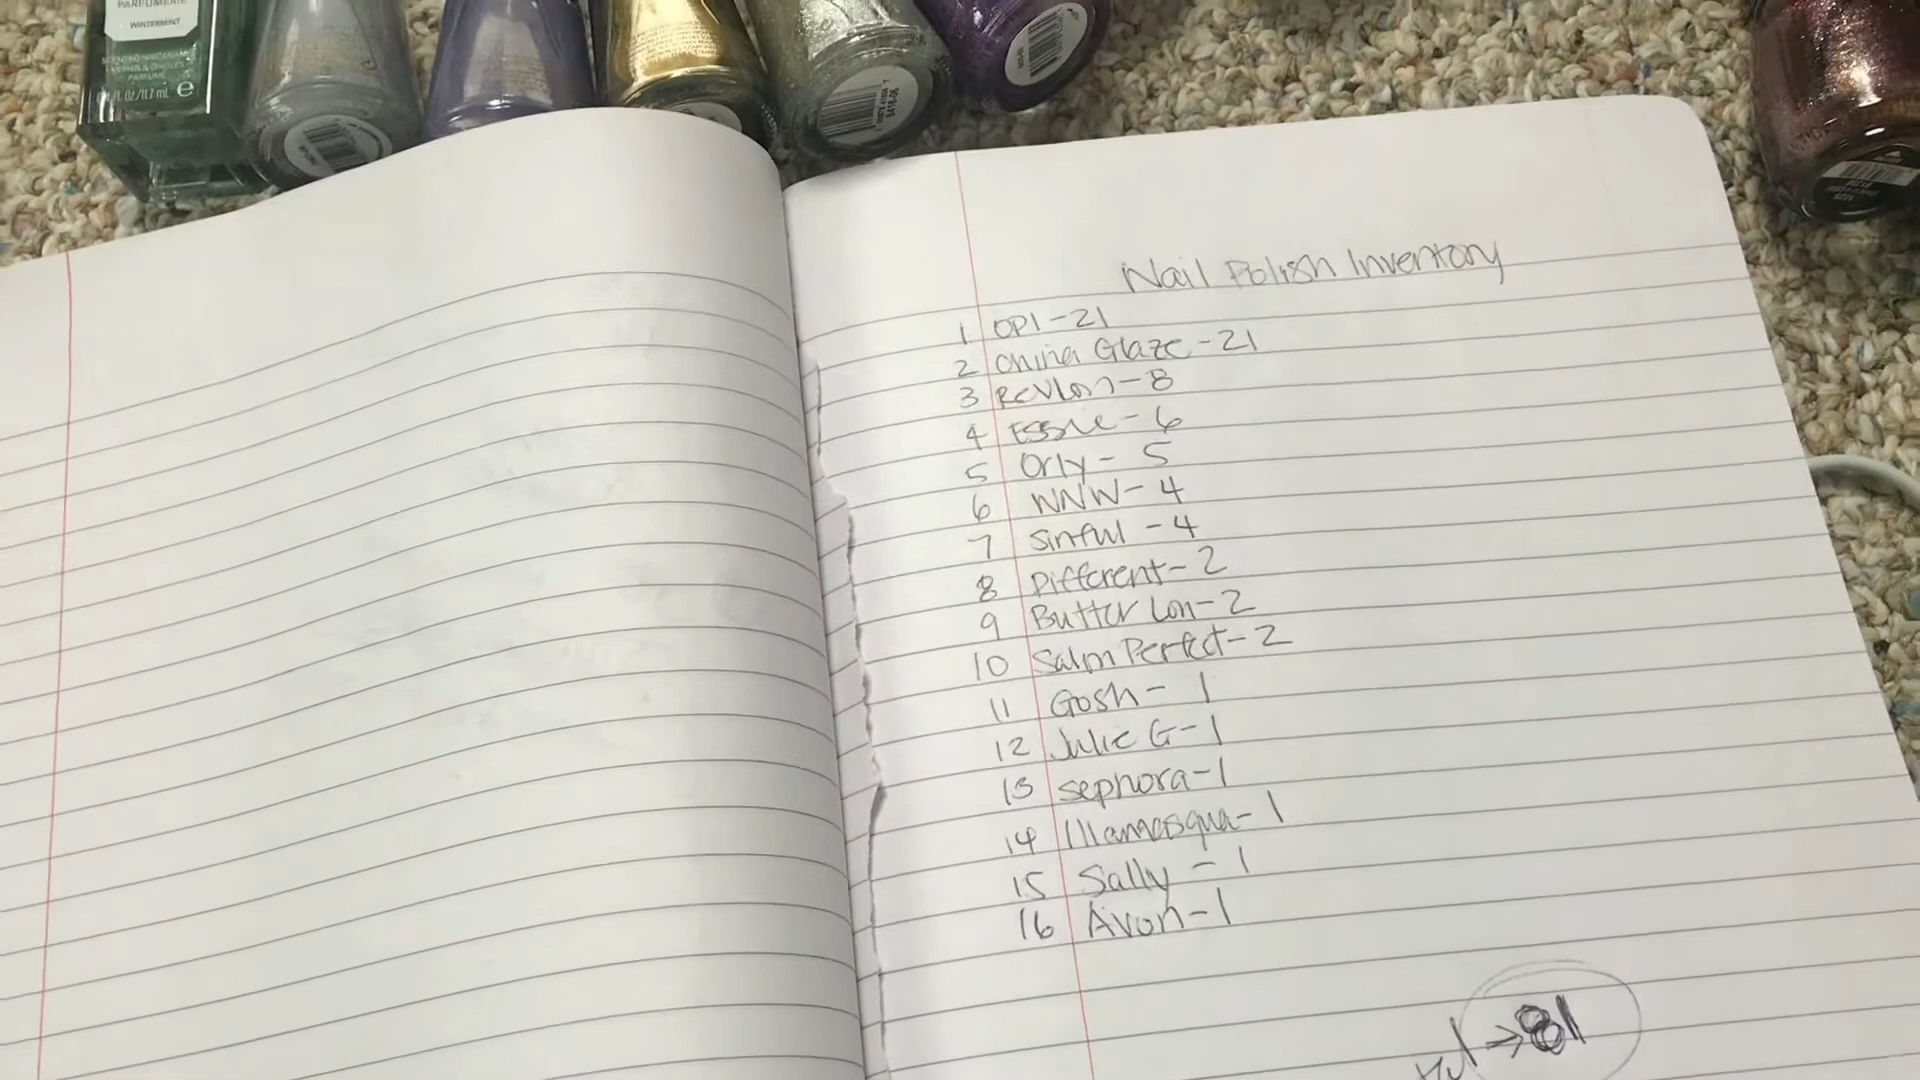 PARFUMERIE
WINTERMINT
Nail Polish Inventory
1 OPI - 21
2 China Glaze - 21
3 Revlon - 8
4 Essie - 6
5 Orly - 5
6 WNW - 4
7 Sinful - 4
8 Different - 2
9 Butter Lon - 2
10 Salon Perfect - 2
11 Gosh - 1
12 Julie G - 1
13 Sephora - 1
14 Illamasqua - 1
15 Sally - 1
16 Avon - 1
→ 81